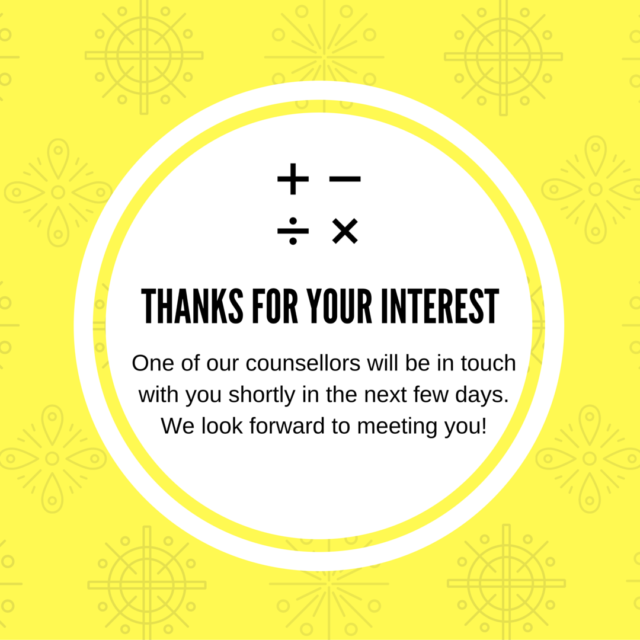 + −
÷ ×
THANKS FOR YOUR INTEREST
One of our counsellors will be in touch
with you shortly in the next few days.
We look forward to meeting you!